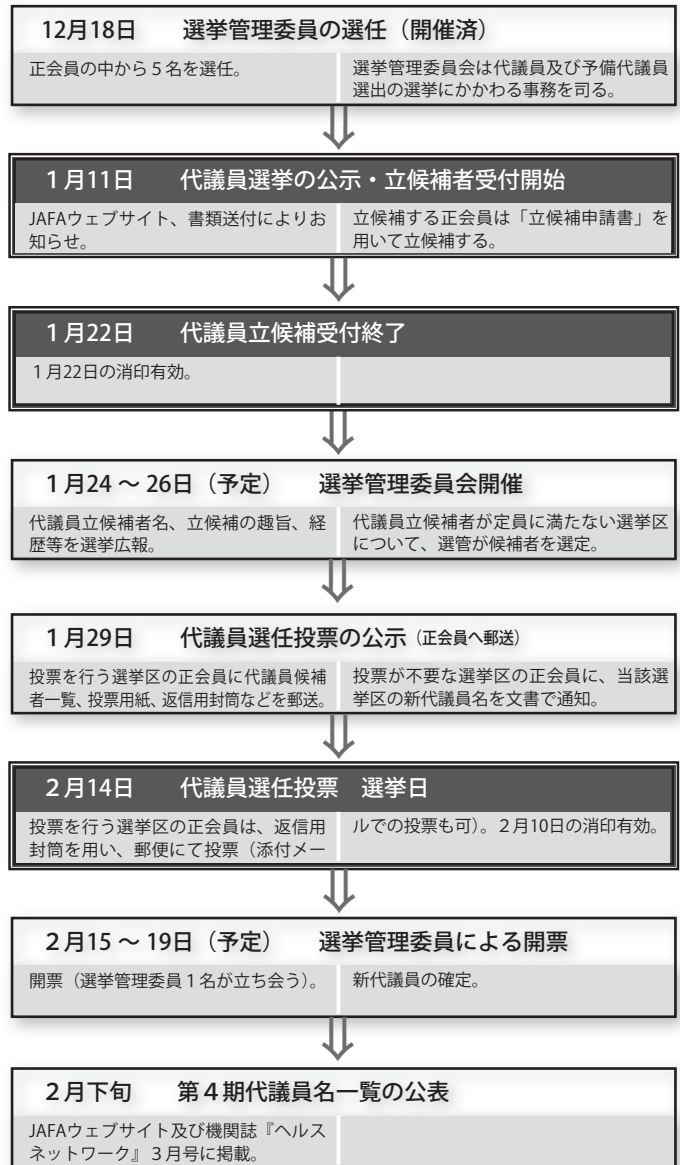 12月18日　選挙管理委員の選任（開催済）
正会員の中から５名を選任。
選挙管理委員会は代議員及び予備代議員
選出の選挙にかかわる事務を司る。
１月11日　代議員選挙の公示・立候補者受付開始
JAFAウェブサイト、書類送付によりお
知らせ。
立候補する正会員は「立候補申請書」を
用いて立候補する。
１月22日　代議員立候補受付終了
１月22日の消印有効。
１月24 ～ 26日（予定）　選挙管理委員会開催
代議員立候補者名、立候補の趣旨、経
歴等を選挙広報。
代議員立候補者が定員に満たない選挙区
について、選管が候補者を選定。
１月29日　代議員選任投票の公示（正会員へ郵送）
投票を行う選挙区の正会員に代議員候補
者一覧、投票用紙、返信用封筒などを郵送。
投票が不要な選挙区の正会員に、当該選
挙区の新代議員名を文書で通知。
２月14日　代議員選任投票　選挙日
投票を行う選挙区の正会員は、返信用
封筒を用い、郵便にて投票（添付メー
ルでの投票も可）。２月10日の消印有効。
２月15 ～ 19日（予定）　選挙管理委員による開票
開票（選挙管理委員１名が立ち会う）。
新代議員の確定。
２月下旬　第４期代議員名一覧の公表
JAFAウェブサイト及び機関誌『ヘルス
ネットワーク』３月号に掲載。